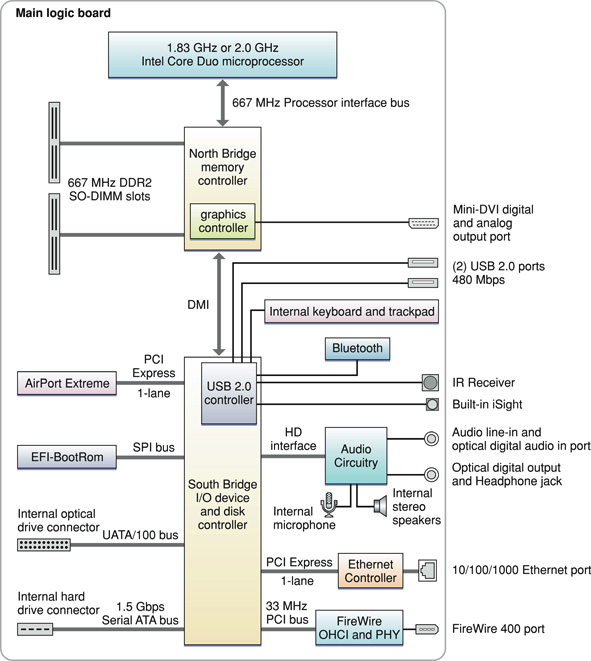 Main logic board
1.83 GHz or 2.0 GHz
Intel Core Duo microprocessor
667 MHz Processor interface bus
North Bridge
memory
controller
667 MHz DDR2
SO-DIMM slots
graphics
controller
Mini-DVI digital
and analog
output port
(2) USB 2.0 ports
480 Mbps
DMI
Internal keyboard and trackpad
Bluetooth
PCI
Express
1-lane
AirPort Extreme
USB 2.0
controller
IR Receiver
Built-in iSight
HD
interface
Audio
Circuitry
Audio line-in and
optical digital audio in port
SPI bus
EFI-BootRom
Optical digital output
and Headphone jack
South Bridge
I/O device
and disk
controller
Internal
microphone
Internal
stereo
speakers
Internal optical
drive connector
UATA/100 bus
PCI Express
1-lane
Ethernet
Controller
10/100/1000 Ethernet port
Internal hard
drive connector
1.5 Gbps
Serial ATA bus
33 MHz
PCI bus
FireWire
OHCI and PHY
FireWire 400 port